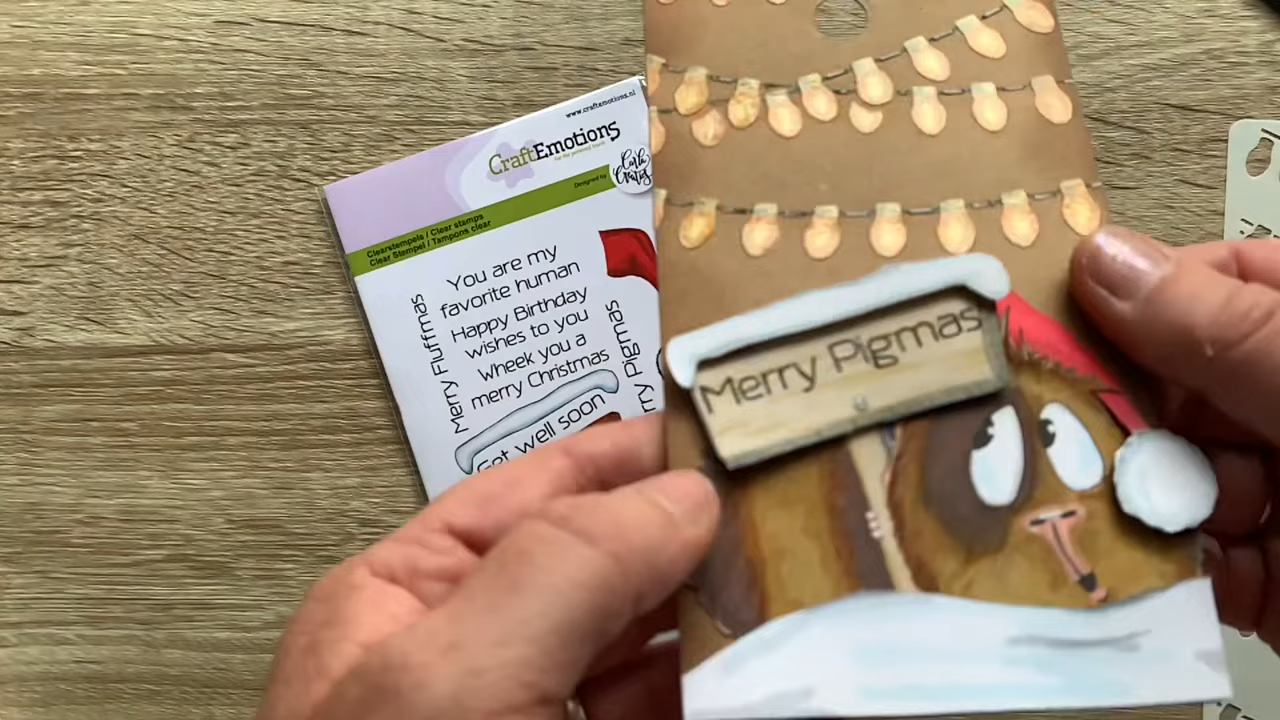 www.craftemotions.nl
CraftEmotions
for the personal touch
Designed by
Carla Creaties
Clearstempels / Clear stamps
Clear Stempel / Tampons clear
You are my
favorite human
Happy Birthday
wishes to you
wheek you a
merry Christmas
Get well soon
Merry Fluffmas
rry Pigmas
Merry Pigmas